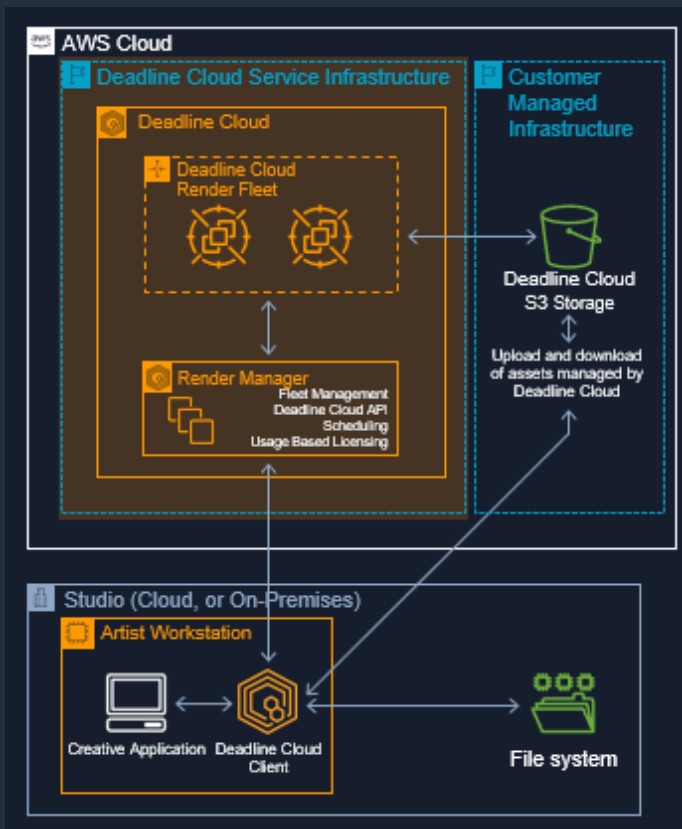 aws
AWS Cloud
Deadline Cloud Service Infrastructure
Customer
Managed
Infrastructure
Deadline Cloud
Deadline Cloud
Render Fleet
Deadline Cloud
S3 Storage
Upload and download
of assets managed by
Deadline Cloud
Render Manager
Fleet Management
Deadline Cloud API
Scheduling
Usage Based Licensing
Studio (Cloud, or On-Premises)
Artist Workstation
Creative Application
Deadline Cloud
Client
File system